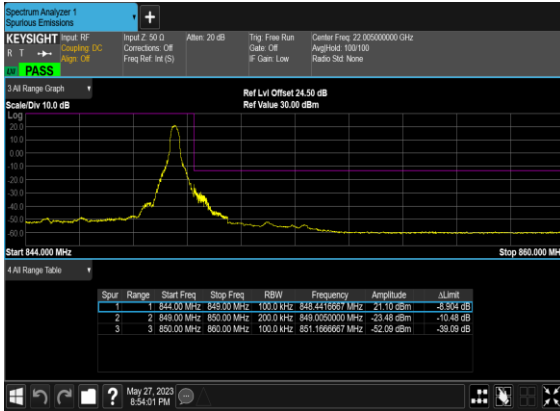 Spectrum Analyzer 1
Spurious Emissions
KEYSIGHT Input: RF Input Z: 50 Ω Atten: 20 dB Trig: Free Run Center Freq: 22.005000000 GHz
R T Coupling: DC Corrections: Off Gate: Off Avg|Hold: 100/100
Align: Off Freq Ref: Int (S) IF Gain: Low Radio Std: None
PASS
3 All Range Graph
Ref Lvl Offset 24.50 dB
Scale/Div 10.0 dB Ref Value 30.00 dBm
Log
20.0
10.0
0.00
-10.0
-20.0
-30.0
-40.0
-50.0
-60.0
Start 844.000 MHz Stop 860.000 MH
4 All Range Table
Spur Range Start Freq Stop Freq RBW Frequency Amplitude ΔLimit
1 1 844.00 MHz 849.00 MHz 100.0 kHz 848.4416667 MHz 21.10 dBm -8.904 dB
2 2 849.00 MHz 850.00 MHz 200.0 kHz 849.0050000 MHz -23.48 dBm -10.48 dB
3 3 850.00 MHz 860.00 MHz 100.0 kHz 851.1666667 MHz -52.09 dBm -39.09 dB
? May 27, 2023
8:54:01 PM